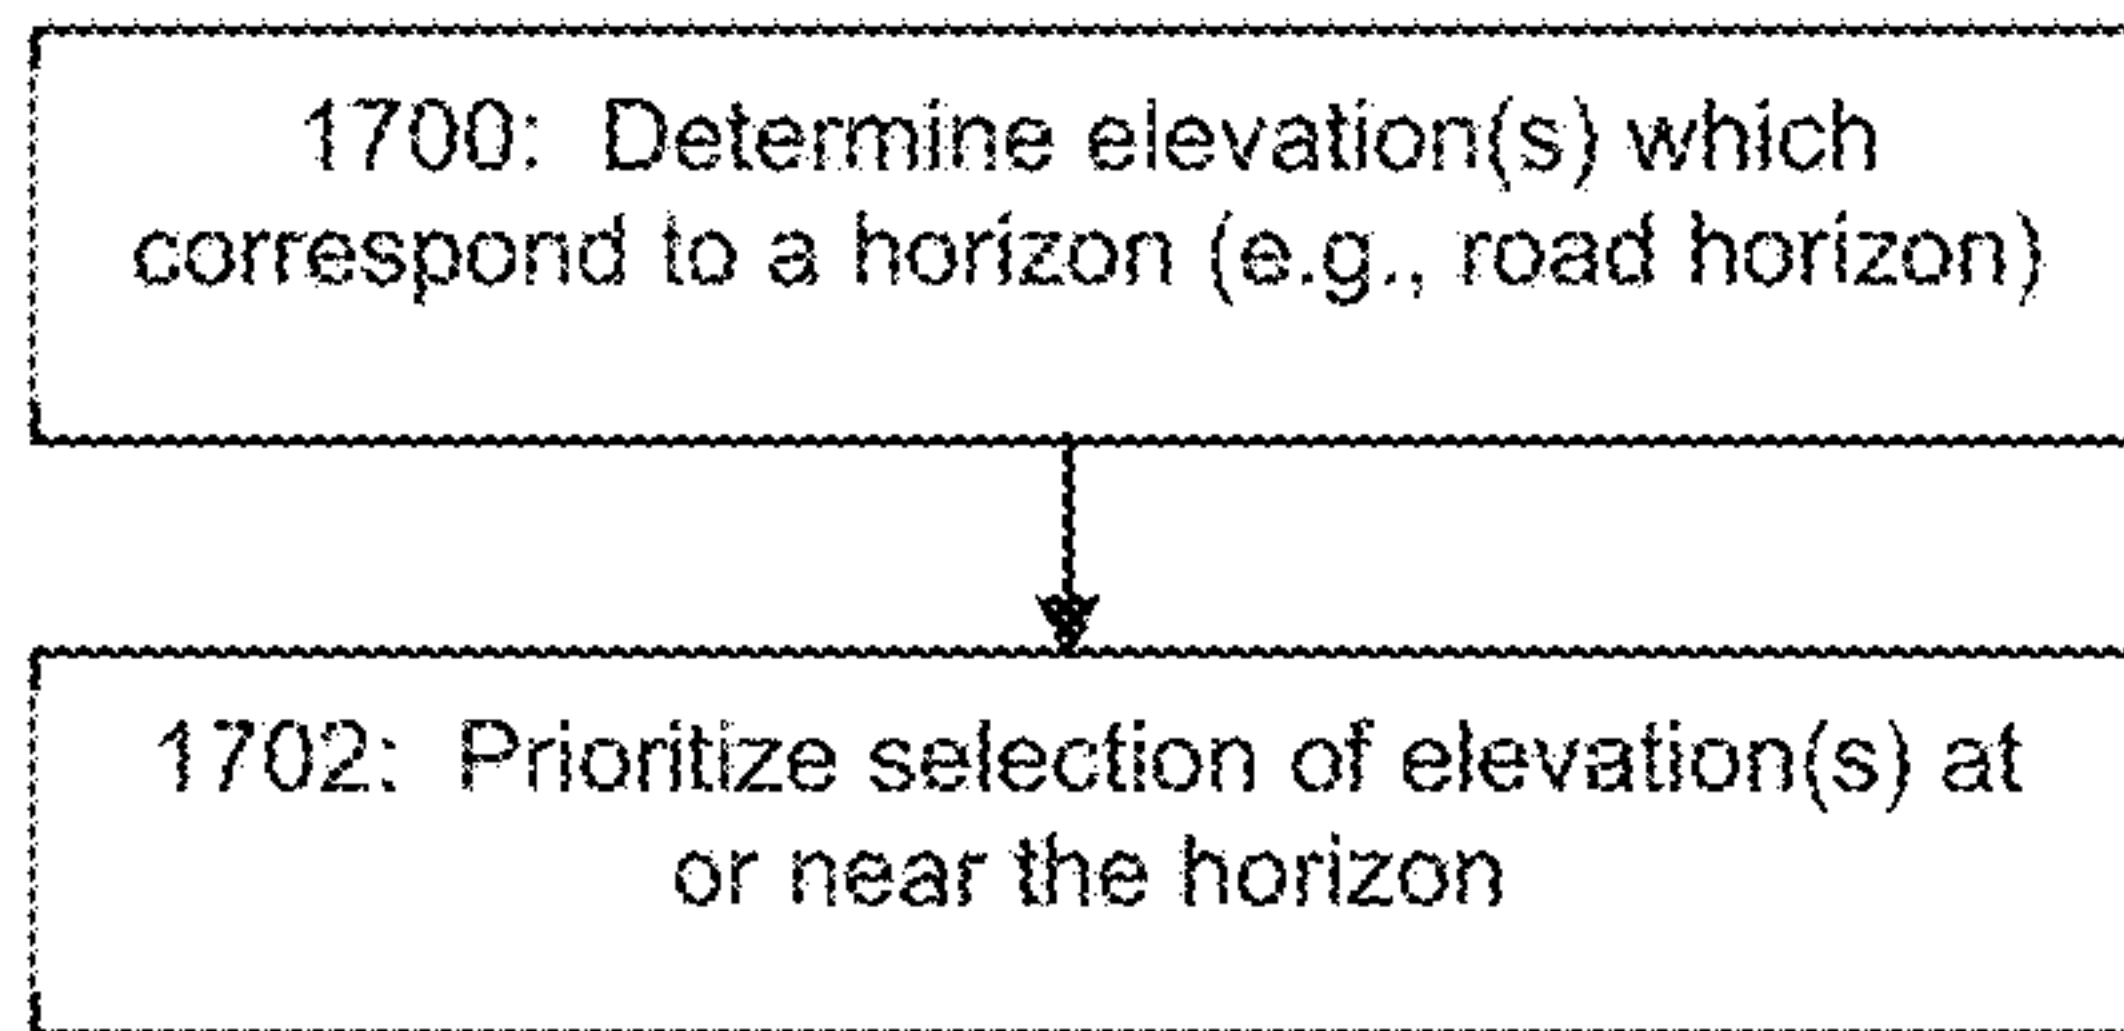 1700: Determine elevation(s) which
correspond to a horizon (e.g., road horizon)
1702: Prioritize selection of elevation(s) at
or near the horizon